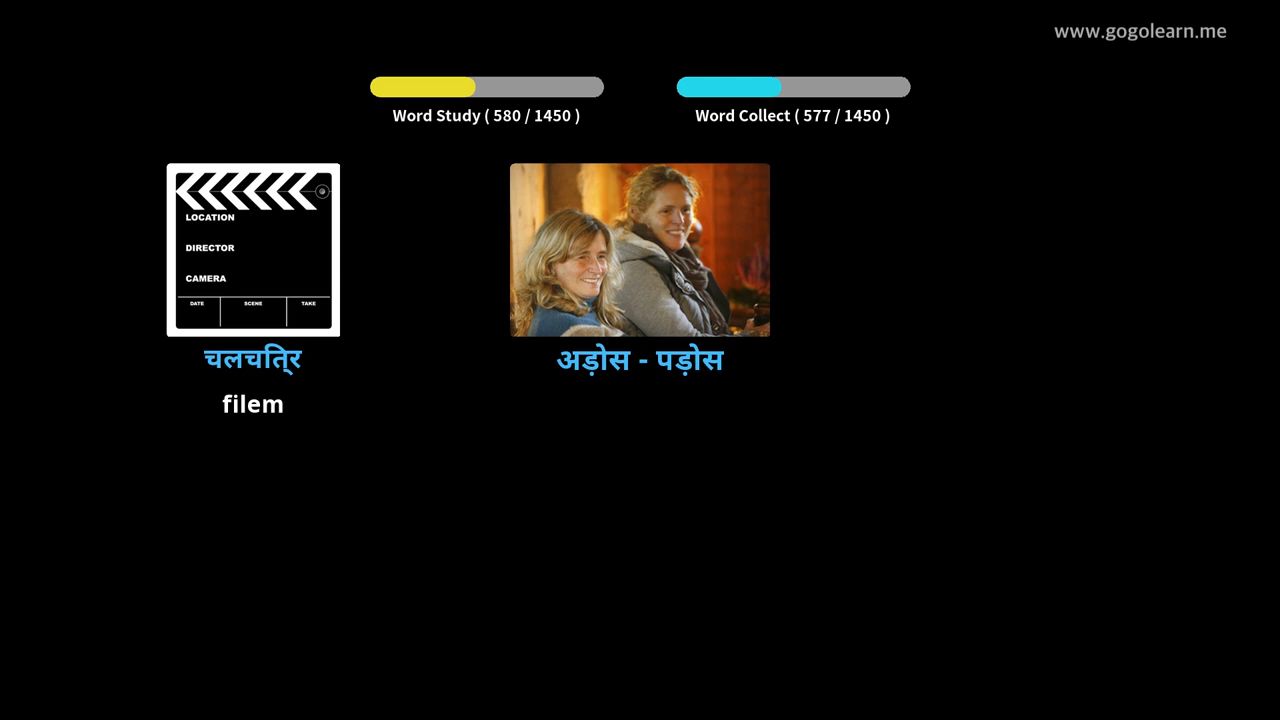 www.gogolearn.me
Word Study ( 580 / 1450 )
Word Collect ( 577 / 1450 )
LOCATION
DIRECTOR
CAMERA
DATE
SCENE
TAKE
चलचित्र
अड़ोस - पड़ोस
filem